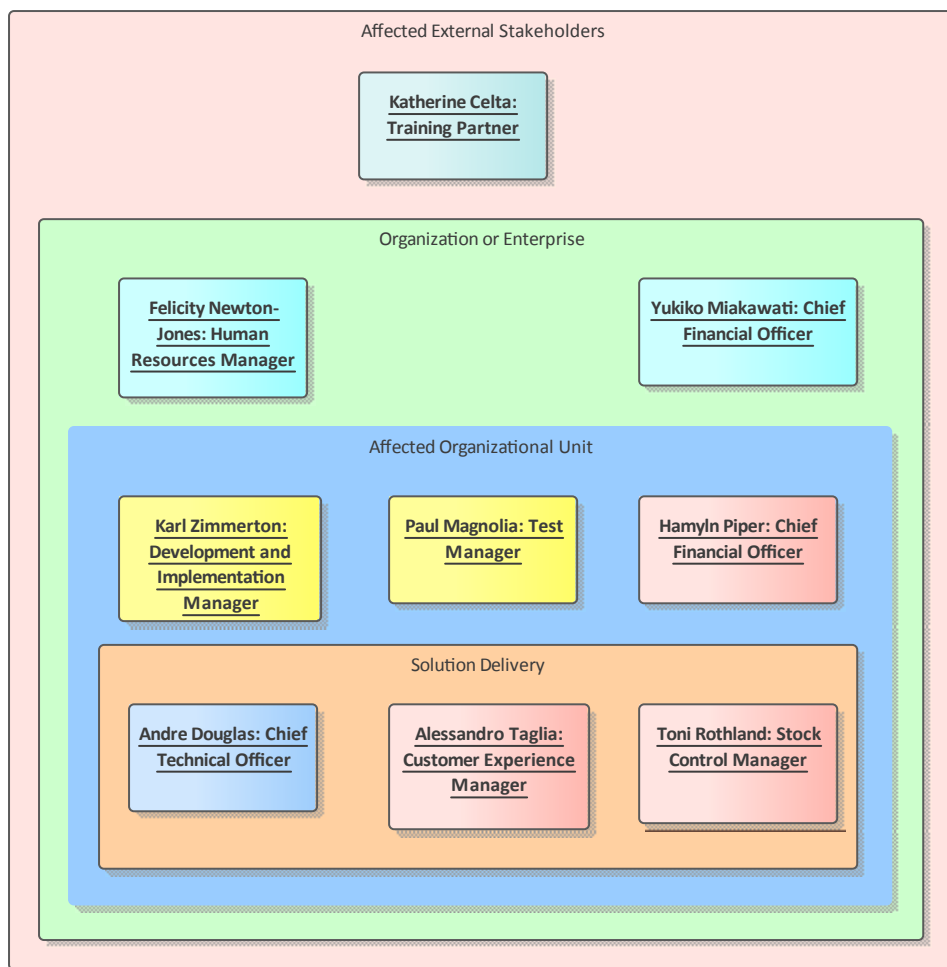 Affected External Stakeholders
Katherine Celta:
Training Partner
Organization or Enterprise
Felicity Newton-
Jones: Human
Resources Manager
Yukiko Miakawati: Chief
Financial Officer
Affected Organizational Unit
Karl Zimmerton:
Development and
Implementation
Manager
Paul Magnolia: Test
Manager
Hamyln Piper: Chief
Financial Officer
Solution Delivery
Andre Douglas: Chief
Technical Officer
Alessandro Taglia:
Customer Experience
Manager
Toni Rothland: Stock
Control Manager